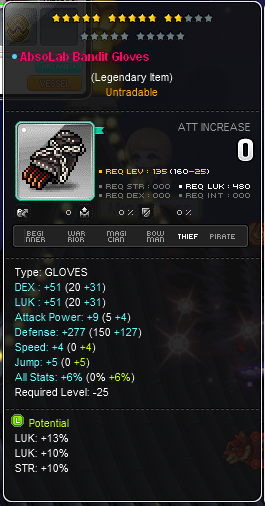 AbsoLab Bandit Gloves
(Legendary Item)
Untradable
ATT INCREASE
0
REQ LEV : 135 (160-25)
REQ STR : 000 REQ LUK : 480
REQ DEX : 000 REQ INT : 000
0 0 % 0 %
BEGINNER WARRIOR MAGICIAN BOWMAN THIEF PIRATE
Type: GLOVES
DEX : +51 (20 +31)
LUK : +51 (20 +31)
Attack Power: +9 (5 +4)
Defense: +277 (150 +127)
Speed: +4 (0 +4)
Jump: +5 (0 +5)
All Stats: +6% (0% +6%)
Required Level: -25
L Potential
LUK: +13%
LUK: +10%
STR: +10%